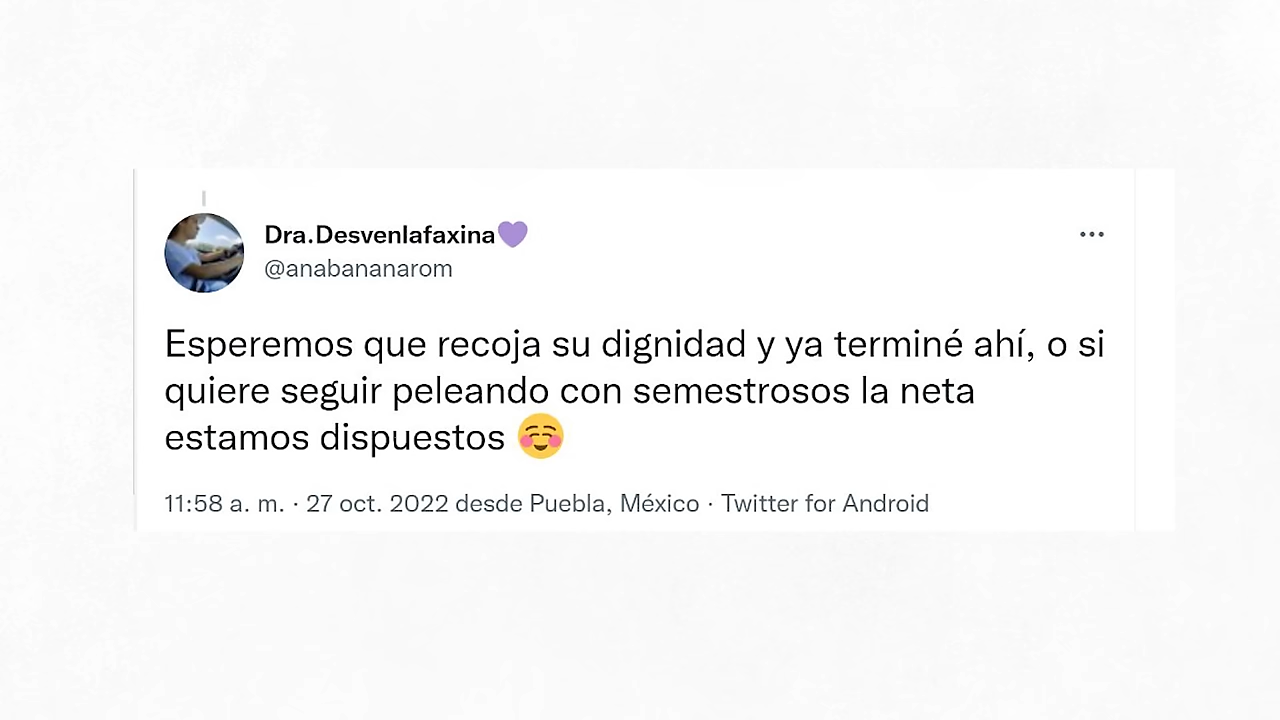 Dra.Desvenlafaxina💜
@anabananarom
Esperemos que recoja su dignidad y ya terminé ahí, o si
quiere seguir peleando con semestrosos la neta
estamos dispuestos ☺️
11:58 a. m. · 27 oct. 2022 desde Puebla, México · Twitter for Android